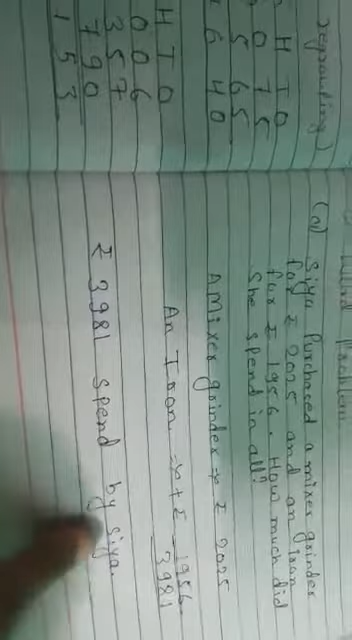 regrouping)
H T O
0 7 5
5 6 5
6 4 0
H T O
0 0 6
3 5 7
7 9 0
1 5 3
Word Problem
(a) Siya Purchased a mixer grinder
for ₹ 2025 and an Iron
for ₹ 1956. How much did
she spend in all?
A Mixer grinder → ₹ 2025
An Iron → + ₹ 1956
3981
₹ 3981 spend by Siya.